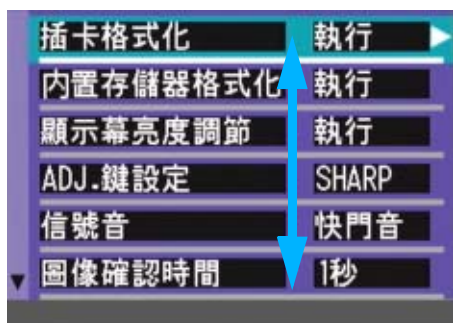 插卡格式化 執行
内置存儲器格式化 執行
顯示幕亮度調節 執行
ADJ.鍵設定 SHARP
信號音 快門音
圖像確認時間 1秒